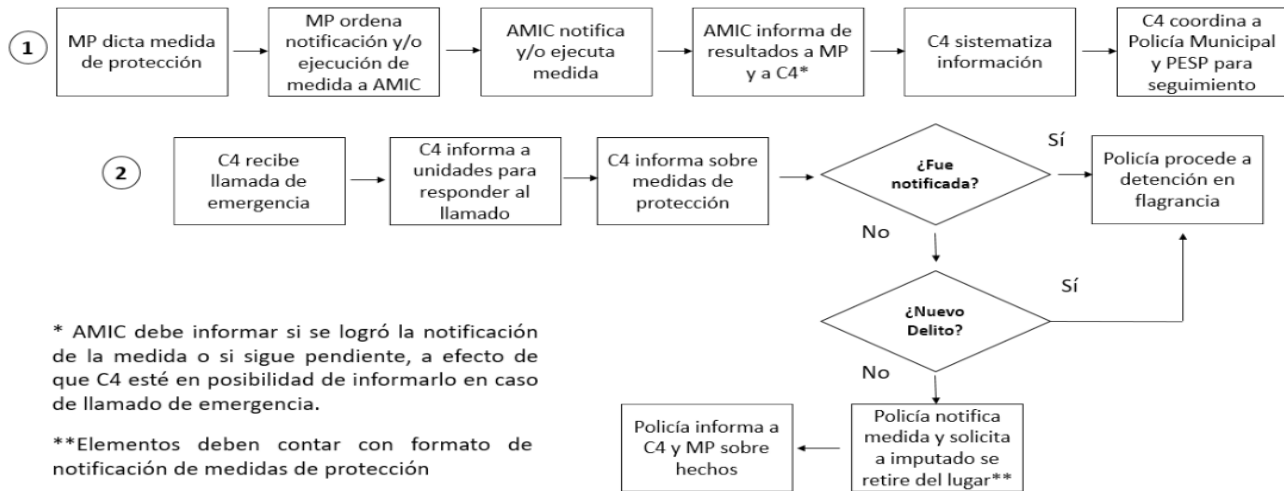 1
MP dicta medida
de protección
MP ordena
notificación y/o
ejecución de
medida a AMIC
AMIC notifica
y/o ejecuta
medida
AMIC informa de
resultados a MP
y a C4*
C4 sistematiza
información
C4 coordina a
Policía Municipal
y PESP para
seguimiento
2
C4 recibe
llamada de
emergencia
C4 informa a
unidades para
responder al
llamado
C4 informa sobre
medidas de
protección
¿Fue
notificada?
Sí
Policía procede a
detención en
flagrancia
No
¿Nuevo
Delito?
Sí
No
Policía notifica
medida y solicita
a imputado se
retire del lugar**
Policía informa a
C4 y MP sobre
hechos
* AMIC debe informar si se logró la notificación
de la medida o si sigue pendiente, a efecto de
que C4 esté en posibilidad de informarlo en caso
de llamado de emergencia.
**Elementos deben contar con formato de
notificación de medidas de protección